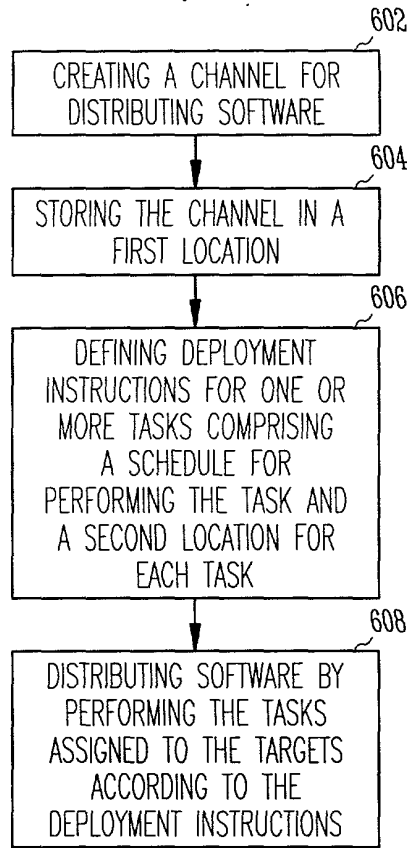 602
CREATING A CHANNEL FOR
DISTRIBUTING SOFTWARE
604
STORING THE CHANNEL IN A
FIRST LOCATION
606
DEFINING DEPLOYMENT
INSTRUCTIONS FOR ONE OR
MORE TASKS COMPRISING
A SCHEDULE FOR
PERFORMING THE TASK AND
A SECOND LOCATION FOR
EACH TASK
608
DISTRIBUTING SOFTWARE BY
PERFORMING THE TASKS
ASSIGNED TO THE TARGETS
ACCORDING TO THE
DEPLOYMENT INSTRUCTIONS